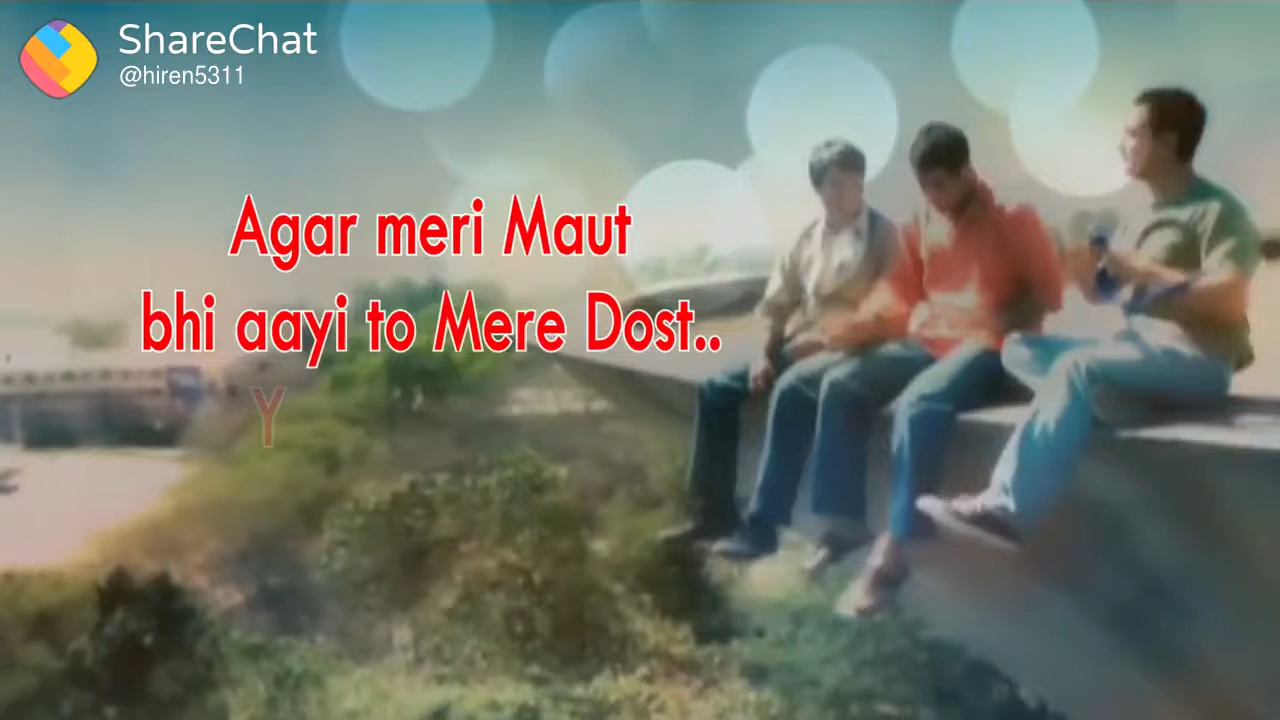 ShareChat
@hiren5311
Agar meri Maut
bhi aayi to Mere Dost..
Y